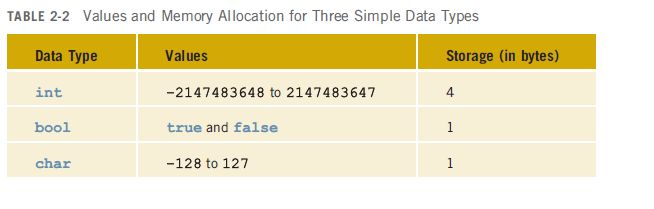 TABLE 2-2 Values and Memory Allocation for Three Simple Data Types
Data Type Values Storage (in bytes)
int -2147483648 to 2147483647 4
bool true and false 1
char -128 to 127 1